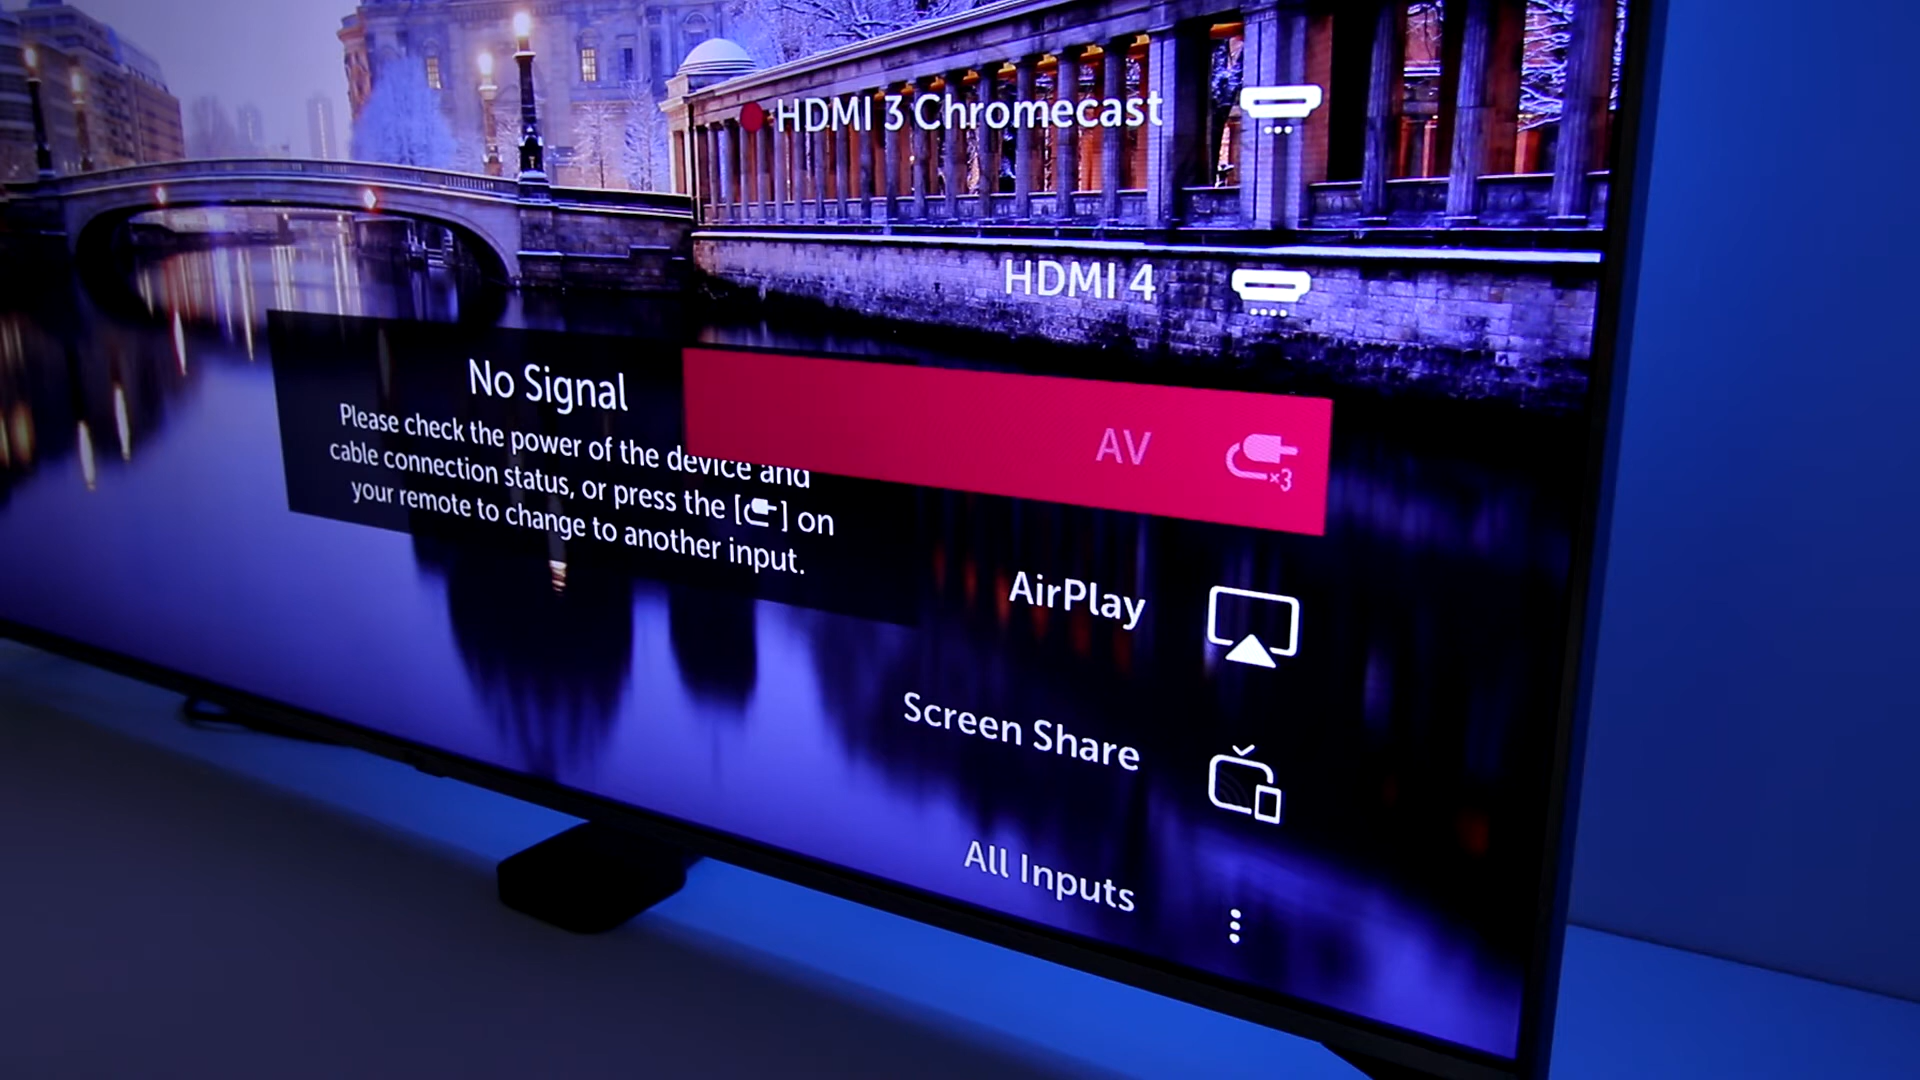 HDMI 3 Chromecast
HDMI 4
No Signal
Please check the power of the device and
cable connection status, or press the [ ] on
your remote to change to another input.
AV
×3
AirPlay
Screen Share
All Inputs